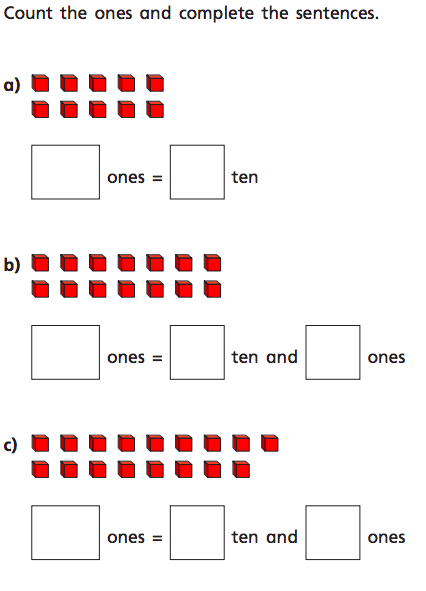 Count the ones and complete the sentences.
a)
ones = ten
b)
ones = ten and ones
c)
ones = ten and ones